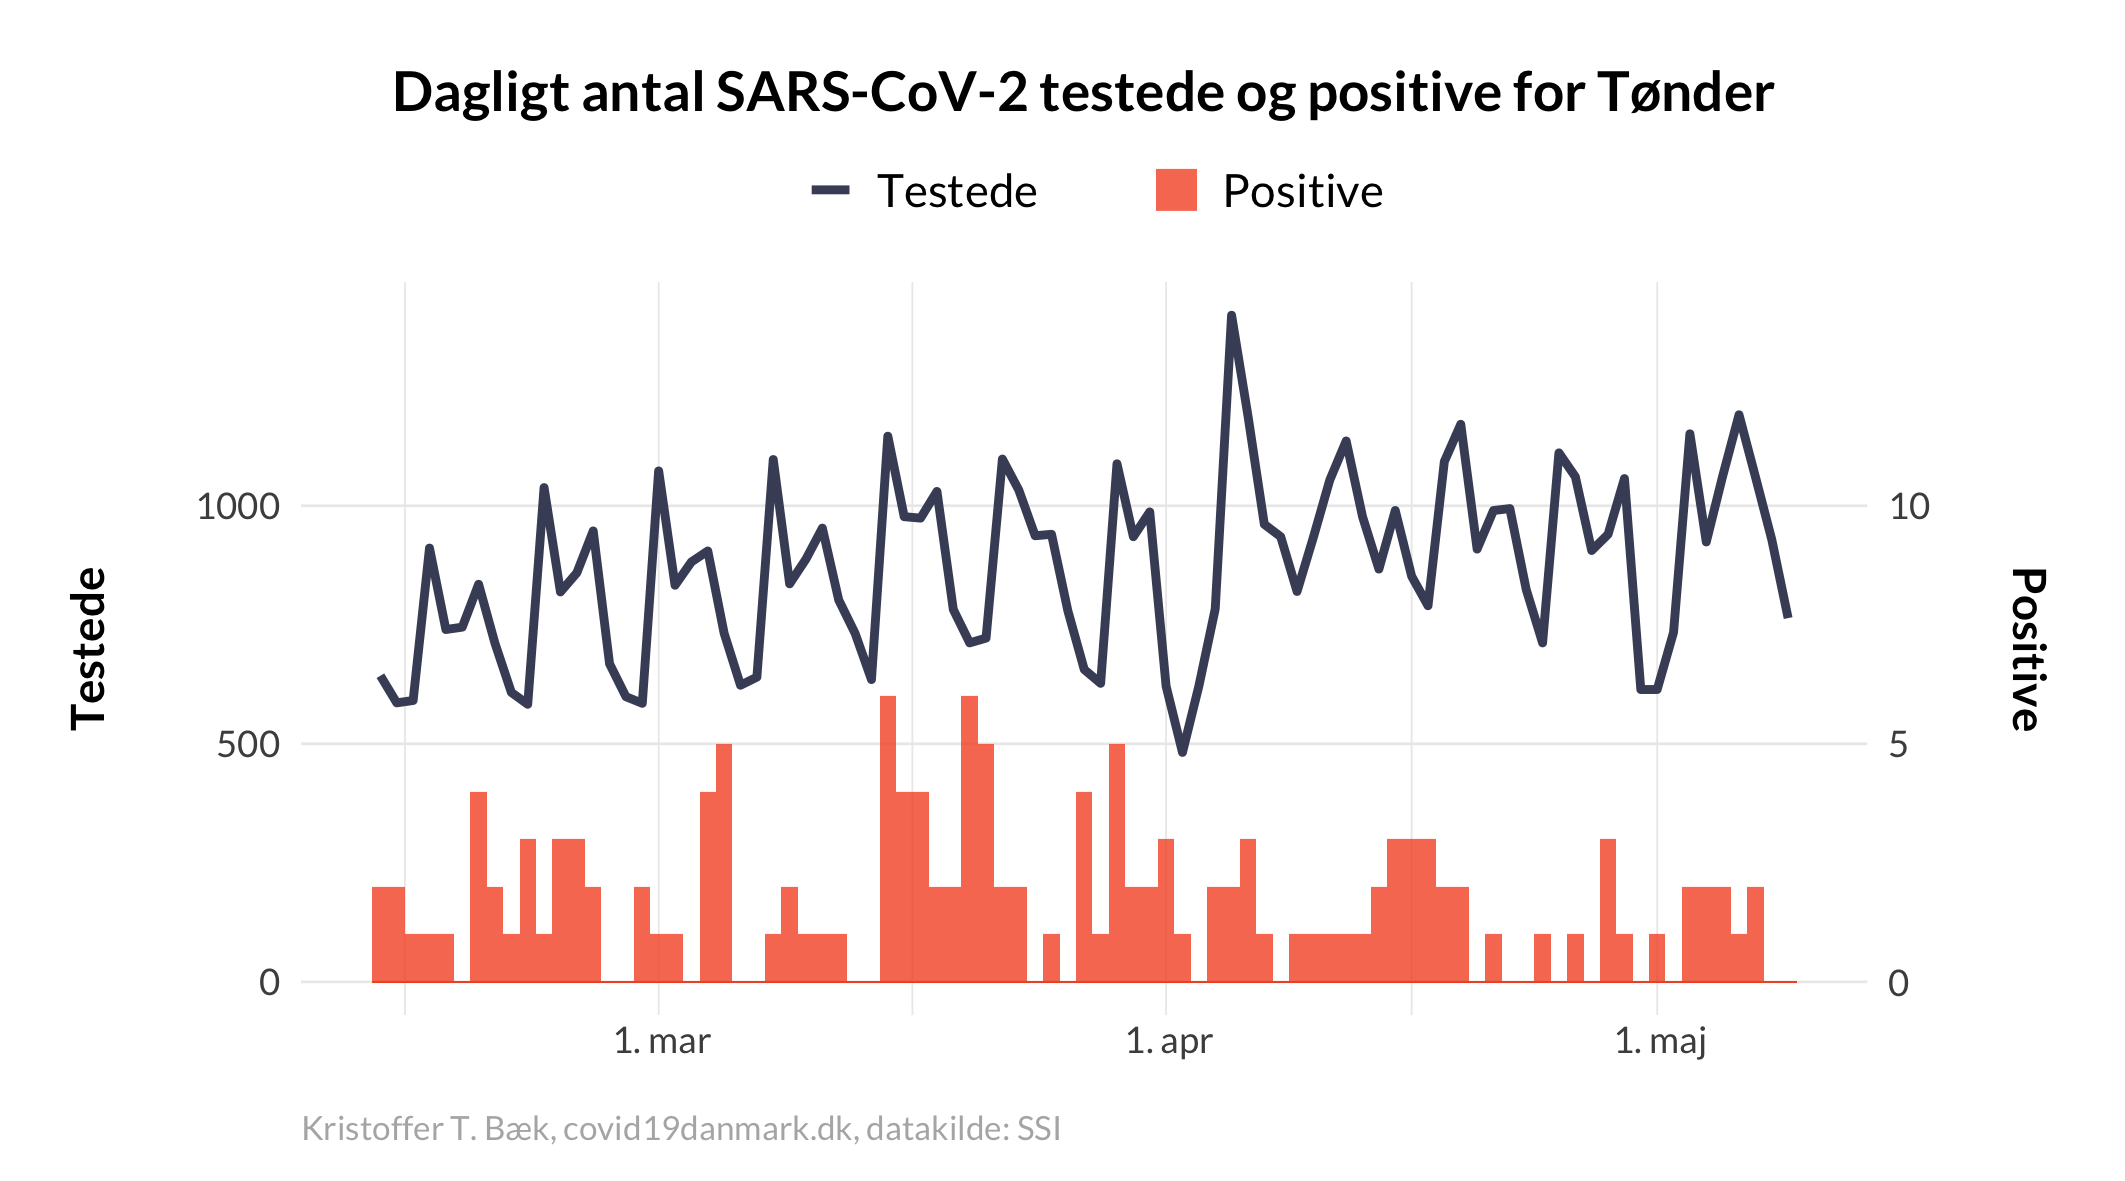 Dagligt antal SARS-CoV-2 testede og positive for Tønder
Testede
Positive
1000
500
0
Testede
10
5
0
Positive
1. mar
1. apr
1. maj
Kristoffer T. Bæk, covid19danmark.dk, datakilde: SSI